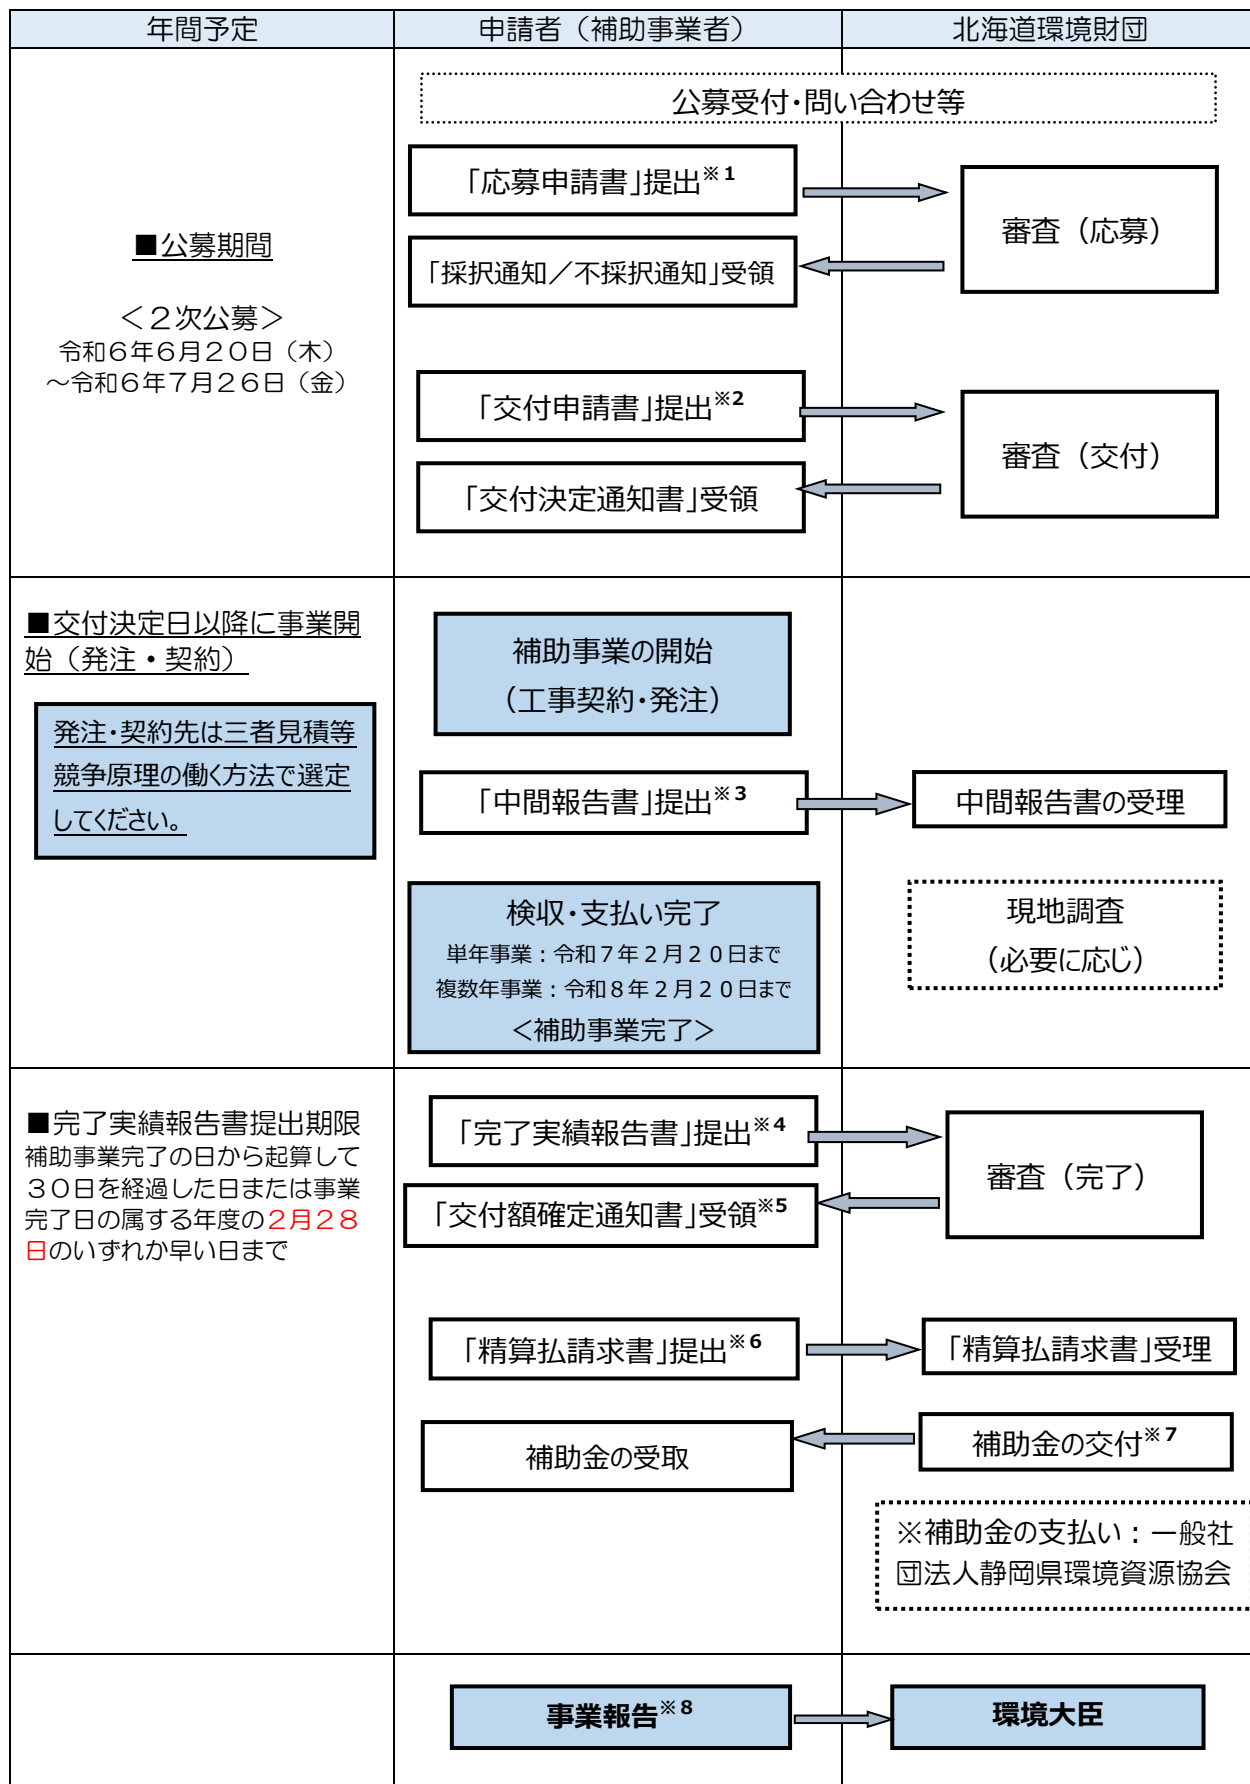 年間予定
申請者（補助事業者）
北海道環境財団
公募受付・問い合わせ等
■公募期間
＜２次公募＞
令和６年６月２０日（木）
～令和６年７月２６日（金）
「応募申請書」提出※１
審査（応募）
「採択通知／不採択通知」受領
「交付申請書」提出※2
審査（交付）
「交付決定通知書」受領
■交付決定日以降に事業開
始（発注・契約）
発注・契約先は三者見積等
競争原理の働く方法で選定
してください。
補助事業の開始
（工事契約・発注）
「中間報告書」提出※３
中間報告書の受理
検収・支払い完了
単年事業：令和７年２月２０日まで
複数年事業：令和８年２月２０日まで
＜補助事業完了＞
現地調査
（必要に応じ）
■完了実績報告書提出期限
補助事業完了の日から起算して
３０日を経過した日または事業
完了日の属する年度の２月２８
日のいずれか早い日まで
「完了実績報告書」提出※４
審査（完了）
「交付額確定通知書」受領※５
「精算払請求書」提出※６
「精算払請求書」受理
補助金の受取
補助金の交付※７
※補助金の支払い：一般社
団法人静岡県環境資源協会
事業報告※８
環境大臣